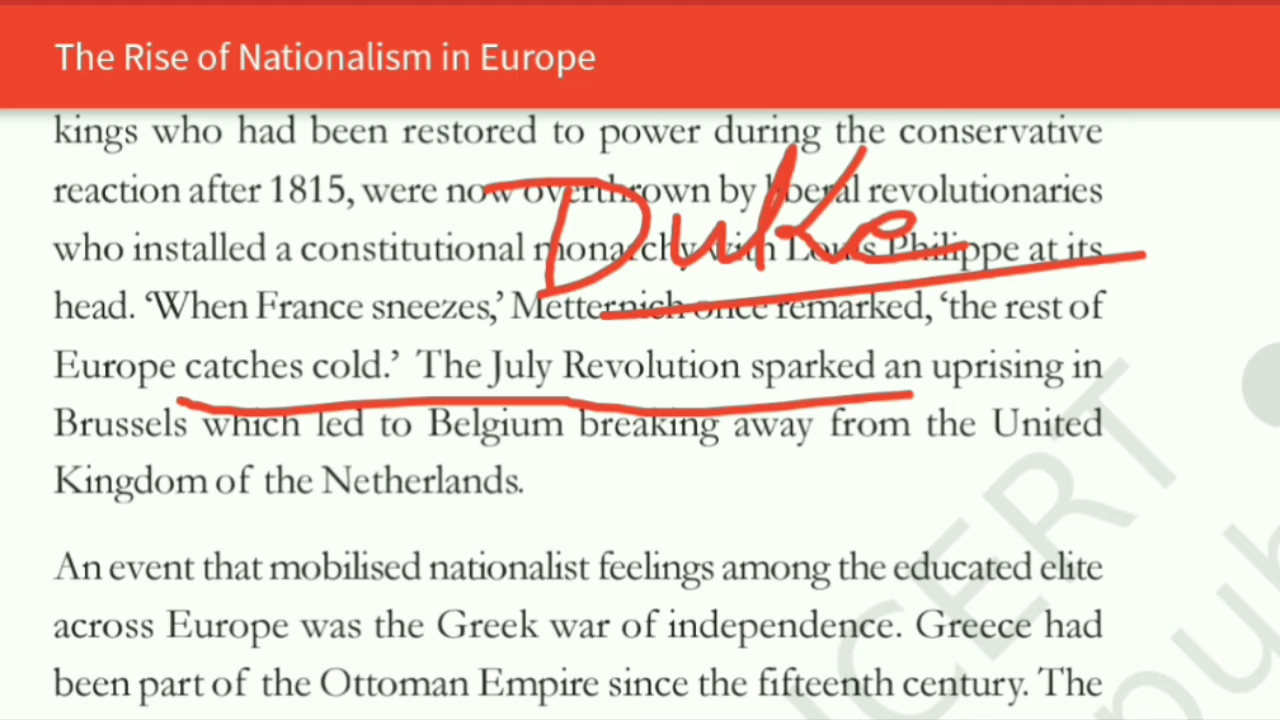 The Rise of Nationalism in Europe
kings who had been restored to power during the conservative
reaction after 1815, were now overthrown by liberal revolutionaries
Duke
who installed a constitutional monarchy with Louis Philippe at its
head. ‘When France sneezes,’ Metternich once remarked, ‘the rest of
Europe catches cold.’ The July Revolution sparked an uprising in
Brussels which led to Belgium breaking away from the United
Kingdom of the Netherlands.
An event that mobilised nationalist feelings among the educated elite
across Europe was the Greek war of independence. Greece had
been part of the Ottoman Empire since the fifteenth century. The